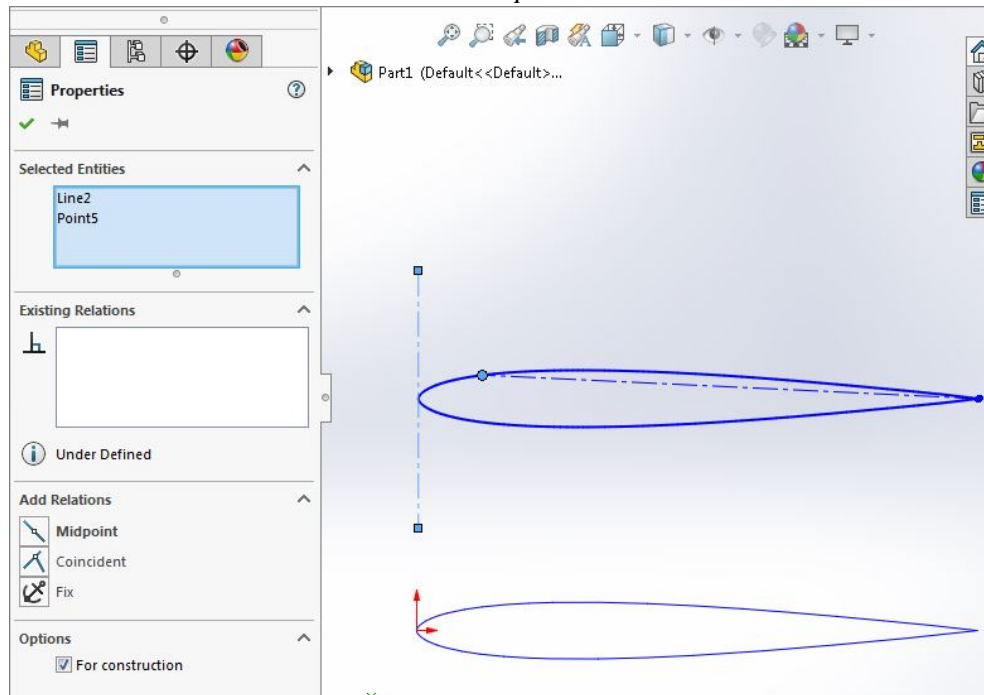 Part1 (Default<<Default>...
Properties
Selected Entities
Line2
Point5
Existing Relations
Under Defined
Add Relations
Midpoint
Coincident
Fix
Options
For construction